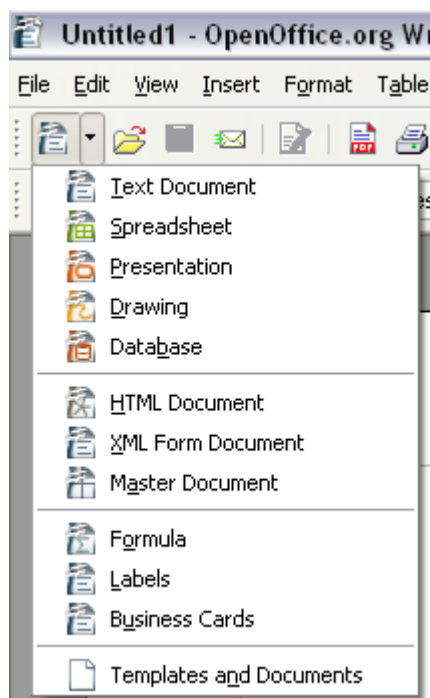 Untitled1 - OpenOffice.org
File Edit View Insert Format Table
PDF
Text Document
Spreadsheet
Presentation
Drawing
Database
HTML Document
XML Form Document
Master Document
Formula
Labels
Business Cards
Templates and Documents